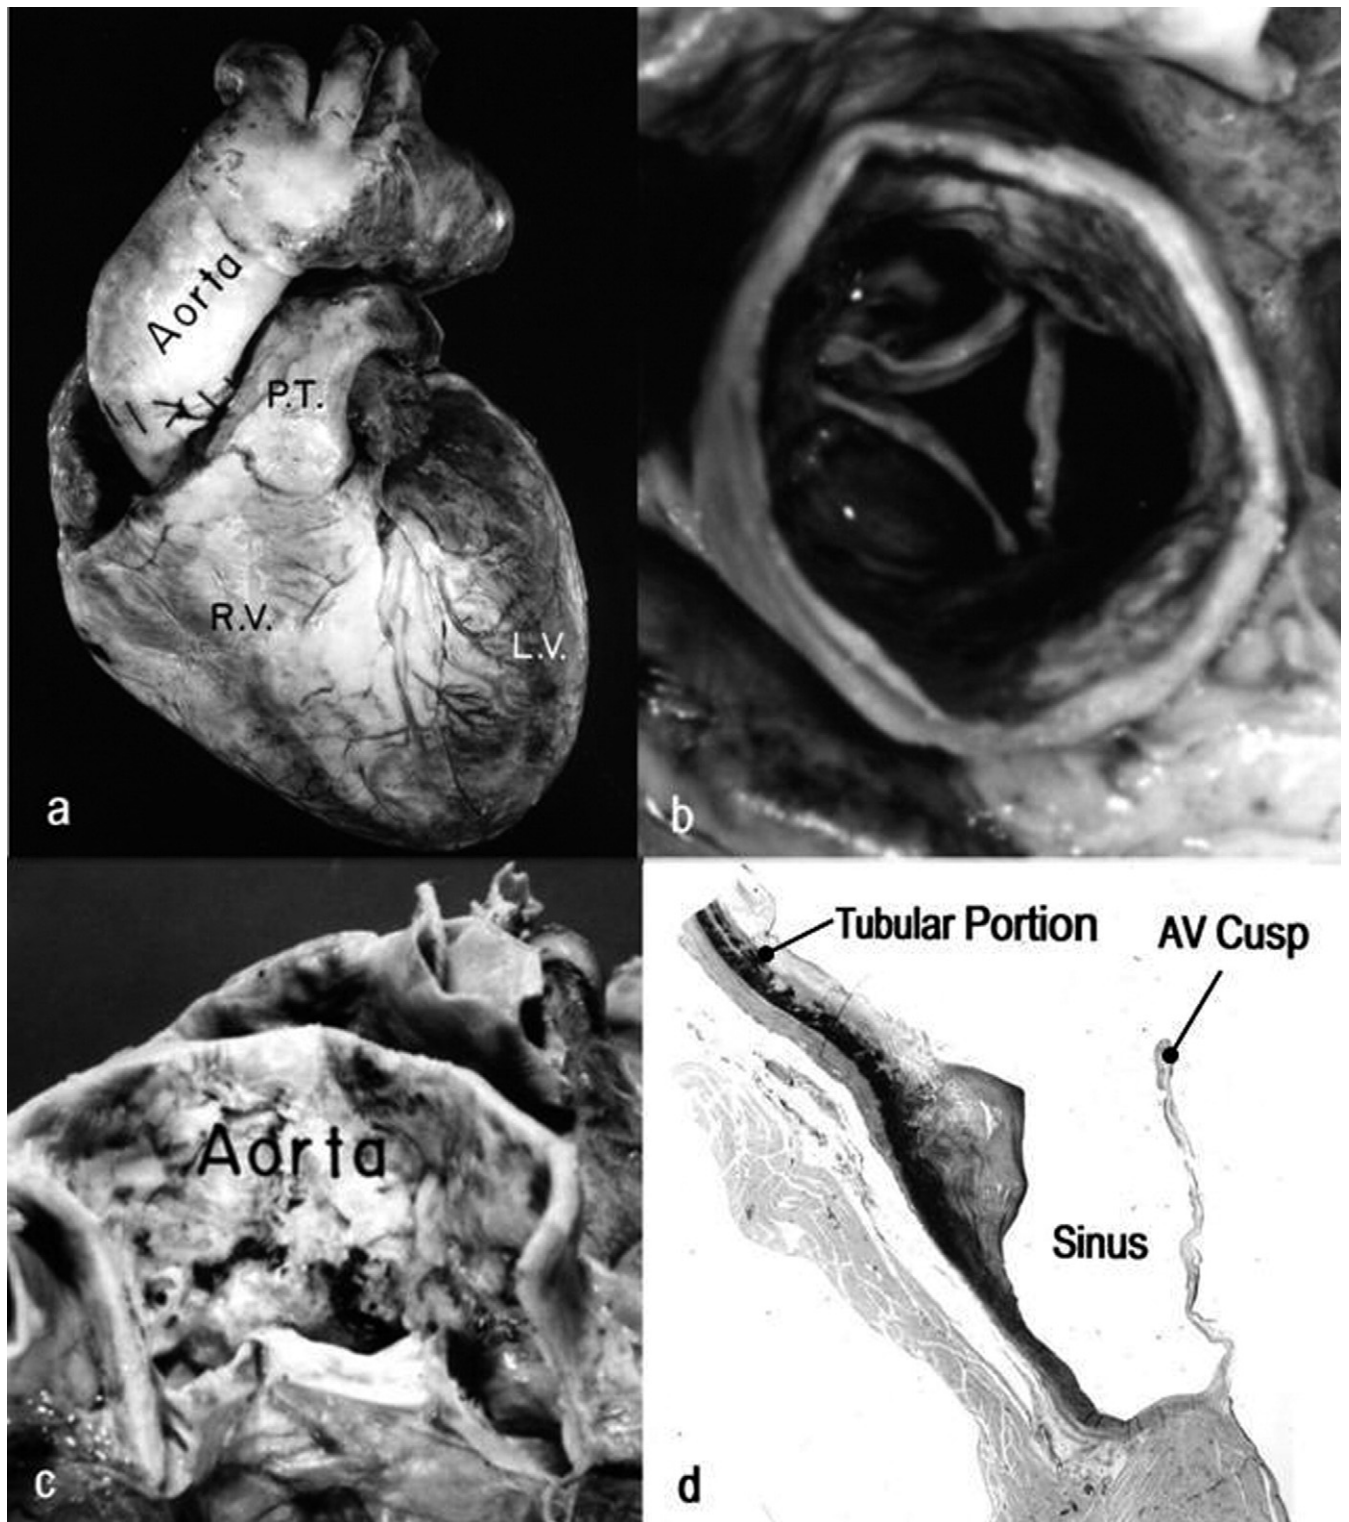 Aorta
P.T.
R.V.
L.V.
a
b
Aorta
c
Tubular Portion
AV Cusp
Sinus
d